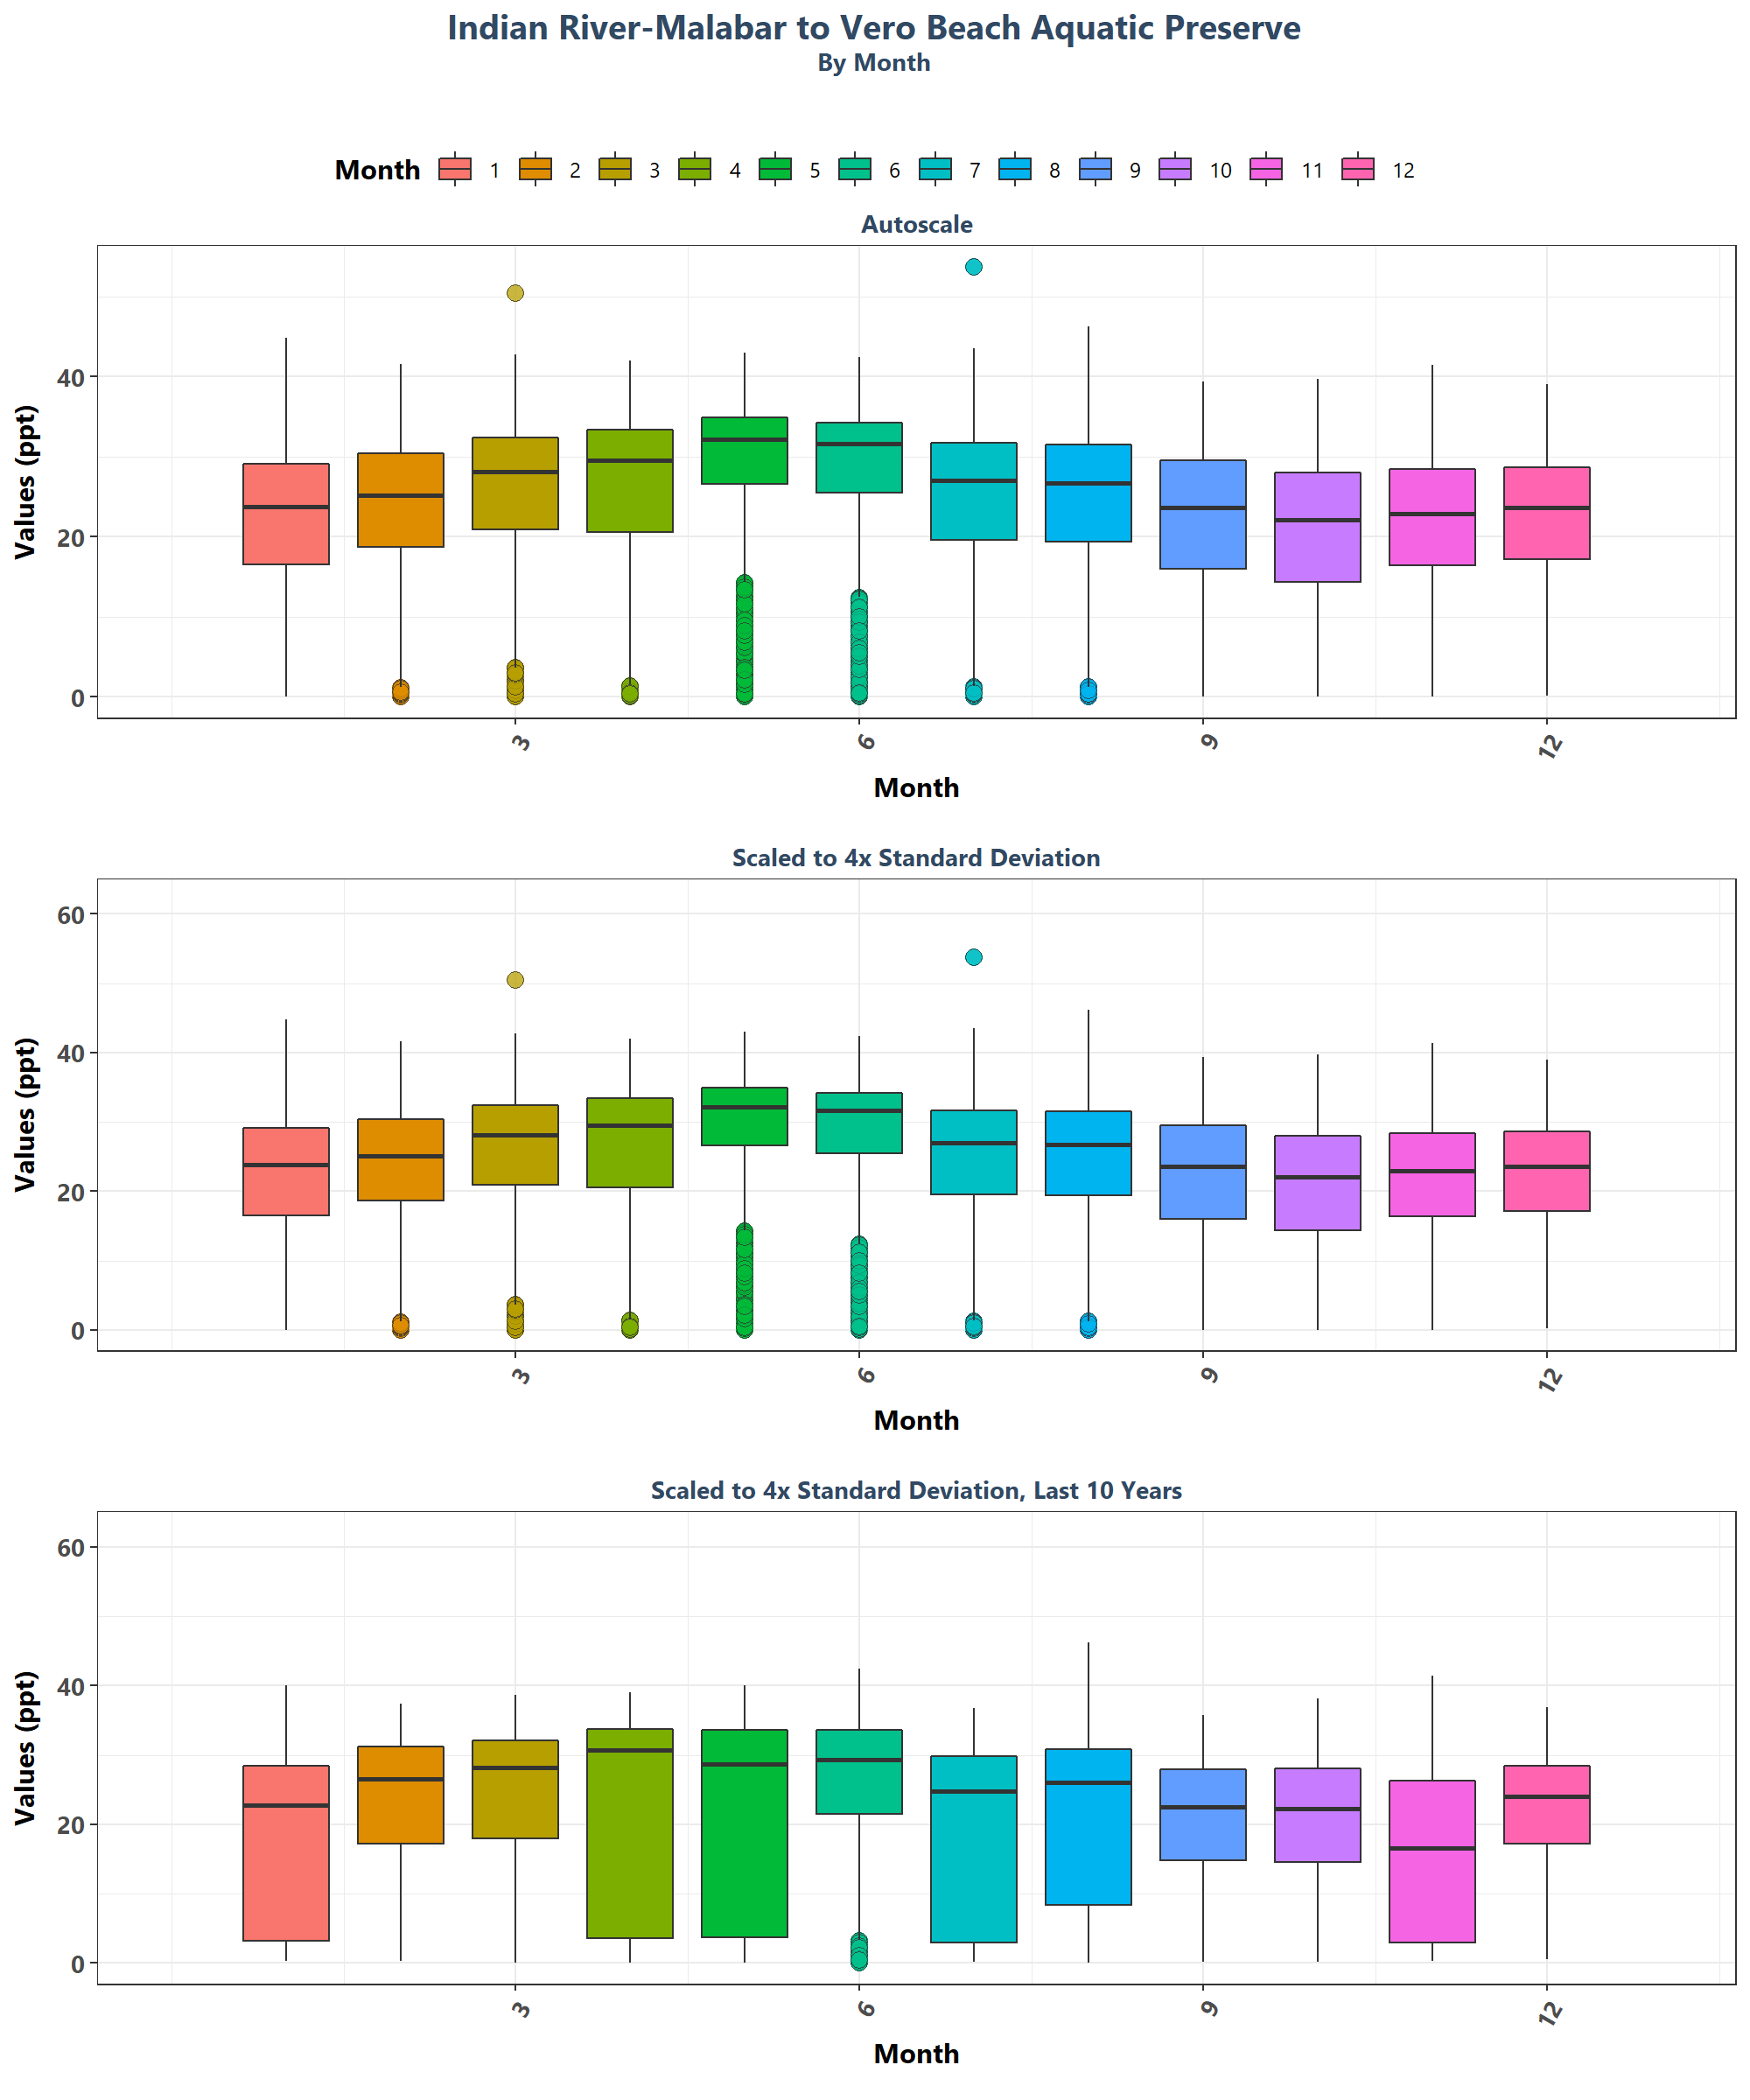 Indian River-Malabar to Vero Beach Aquatic Preserve
By Month
Month 1 2 3 4 5 6 7 8 9 10 11 12
Autoscale
Values (ppt)
40
20
0
3 6 9 12
Month
Scaled to 4x Standard Deviation
Values (ppt)
60
40
20
0
3 6 9 12
Month
Scaled to 4x Standard Deviation, Last 10 Years
Values (ppt)
60
40
20
0
3 6 9 12
Month